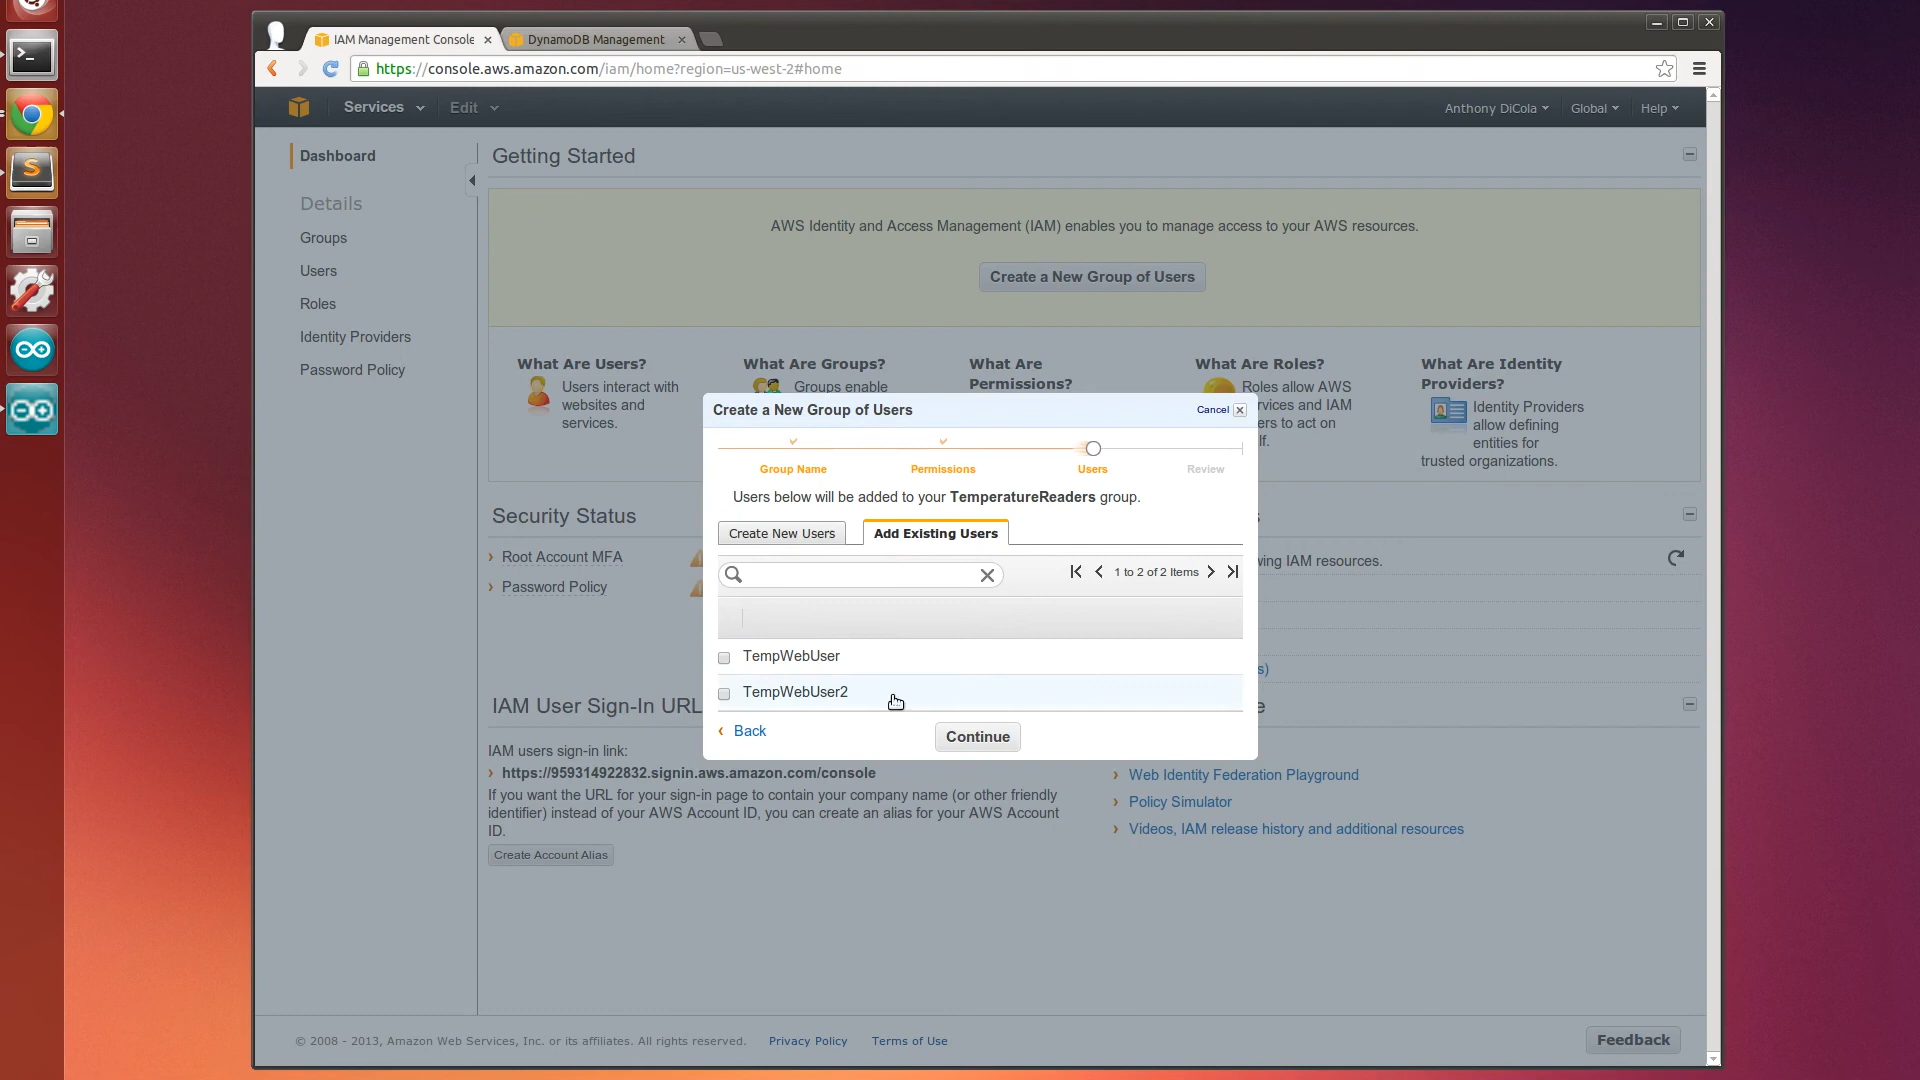 IAM Management Console
DynamoDB Management
https://console.aws.amazon.com/iam/home?region=us-west-2#home
Services
Edit
Anthony DiCola
Global
Help
Dashboard
Getting Started
Details
Groups
Users
Roles
Identity Providers
Password Policy
AWS Identity and Access Management (IAM) enables you to manage access to your AWS resources.
Create a New Group of Users
What Are Users?
Users interact with
websites and
services.
What Are Groups?
Groups enable
What Are
Permissions?
What Are Roles?
Roles allow AWS
and IAM
to act on
What Are Identity
Providers?
Identity Providers
allow defining
entities for
trusted organizations.
Create a New Group of Users
Cancel
Group Name
Permissions
Users
Review
Users below will be added to your TemperatureReaders group.
Create New Users
Add Existing Users
1 to 2 of 2 Items
TempWebUser
TempWebUser2
Back
Continue
Security Status
Root Account MFA
Password Policy
IAM resources.
IAM User Sign-In URL
IAM users sign-in link:
https://959314922832.signin.aws.amazon.com/console
If you want the URL for your sign-in page to contain your company name (or other friendly
identifier) instead of your AWS Account ID, you can create an alias for your AWS Account
ID.
Create Account Alias
Web Identity Federation Playground
Policy Simulator
Videos, IAM release history and additional resources
© 2008 - 2013, Amazon Web Services, Inc. or its affiliates. All rights reserved.
Privacy Policy
Terms of Use
Feedback